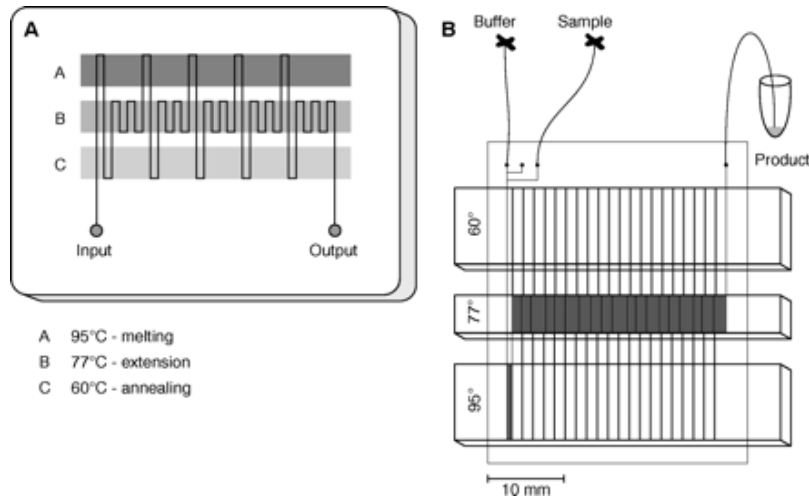 A
A
B
C
Input
Output
A 95°C - melting
B 77°C - extension
C 60°C - annealing
B
Buffer
Sample
Product
60°
77°
95°
10 mm